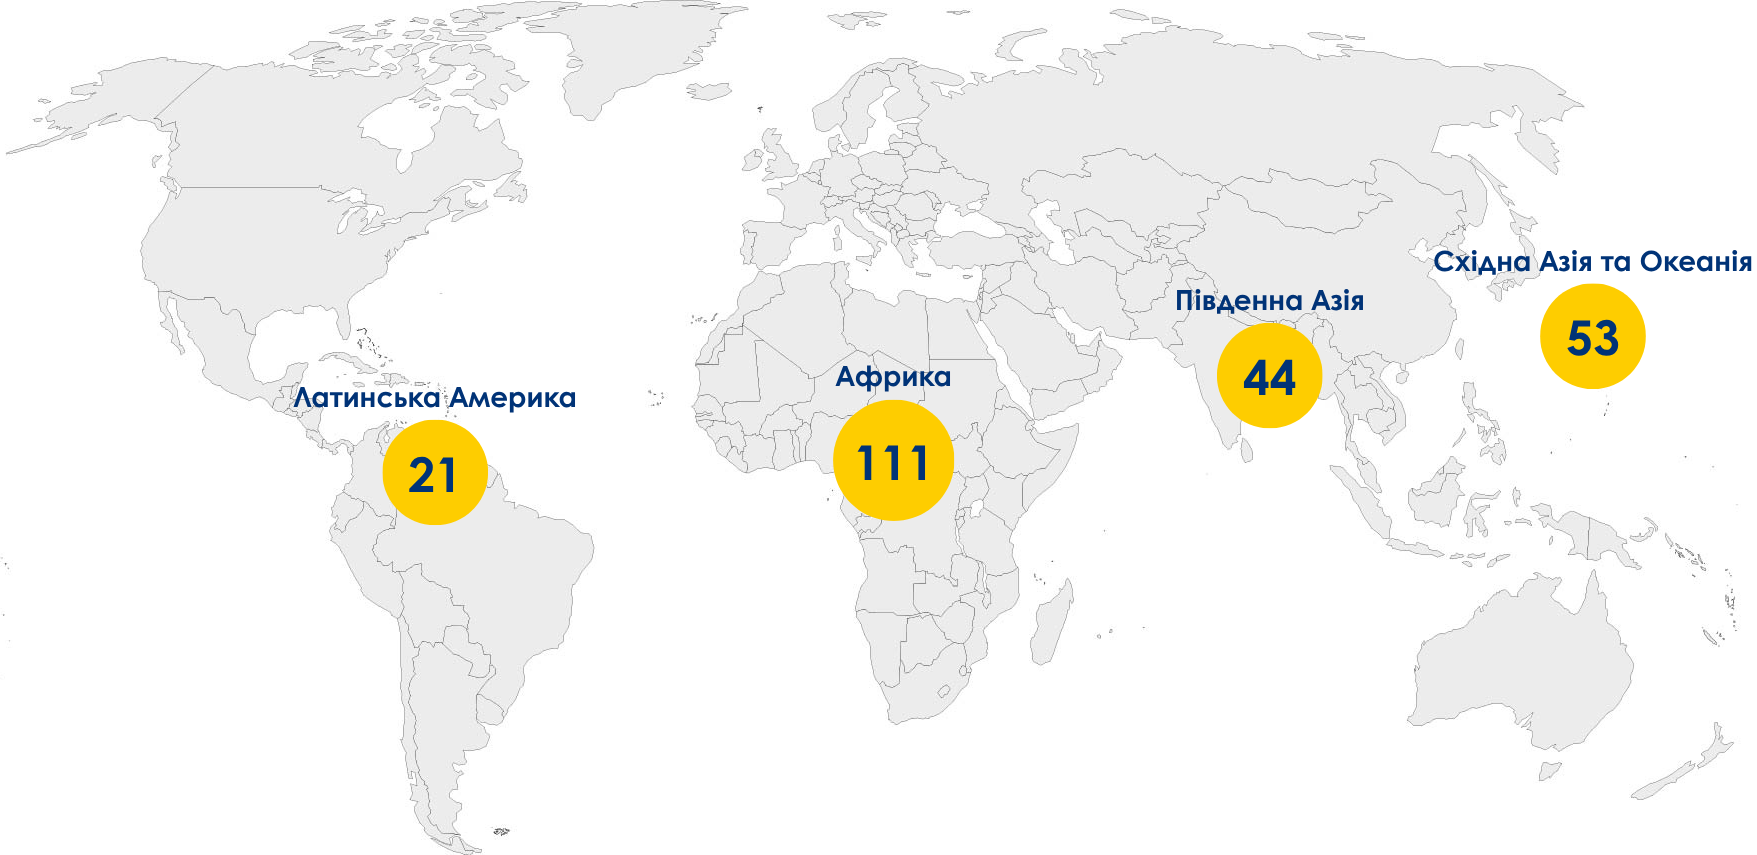 Східна Азія та Океанія
53
Південна Азія
44
Африка
111
Латинська Америка
21